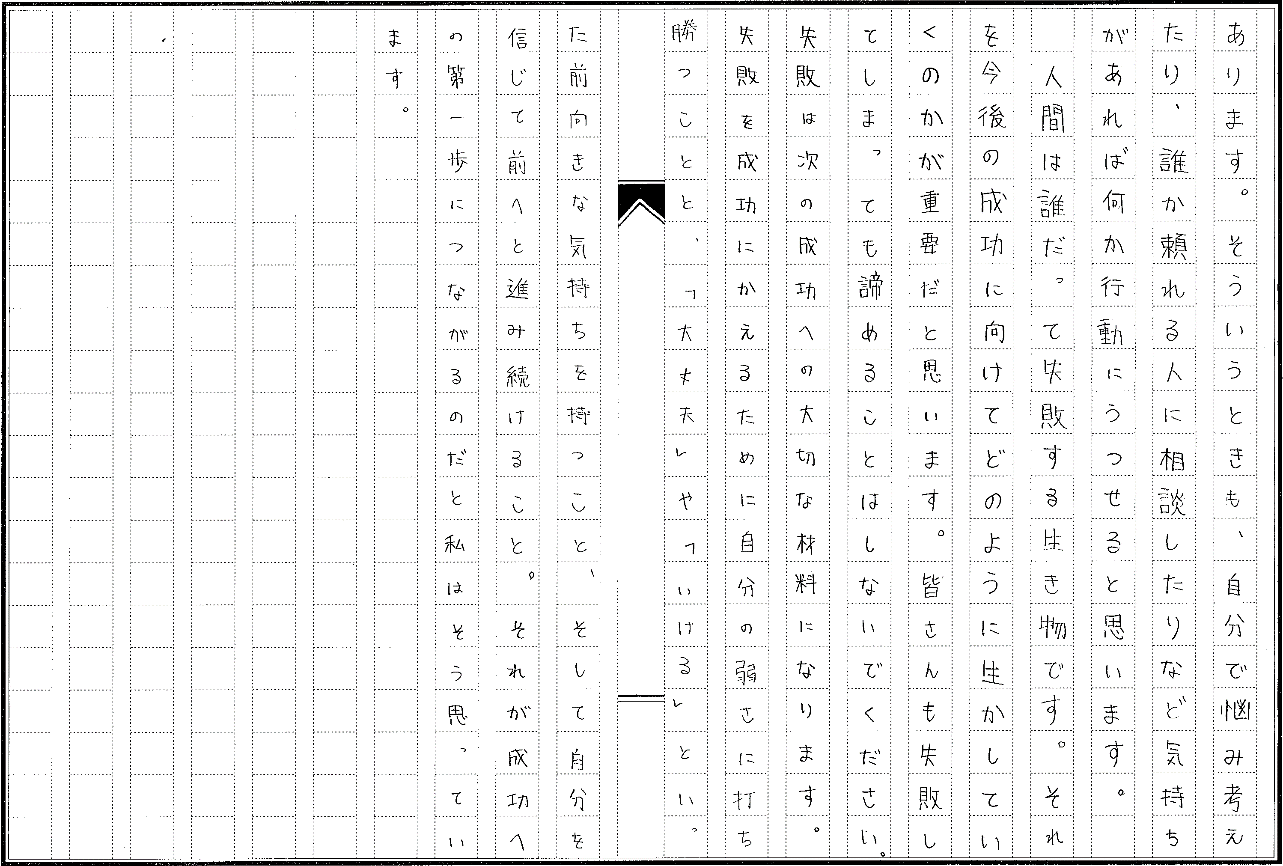 あります。そういうときも、自分で悩み考え
たり、誰か頼れる人に相談したりなど気持ち
があれば何か行動にうつせると思います。
人間は誰だって失敗する生き物です。それ
を今後の成功に向けてどのように生かしてい
くのかが重要だと思います。皆さんも失敗し
てしまっても諦めることはしないでください。
失敗は次の成功への大切な材料になります。
失敗を成功にかえるために自分の弱さに打ち
勝つことと、「大丈夫」や「いける」といっ
た前向きな気持ちを持つこと、そして自分を
信じて前へと進み続けること。それが成功へ
の第一歩につながるのだと私はそう思ってい
ます。